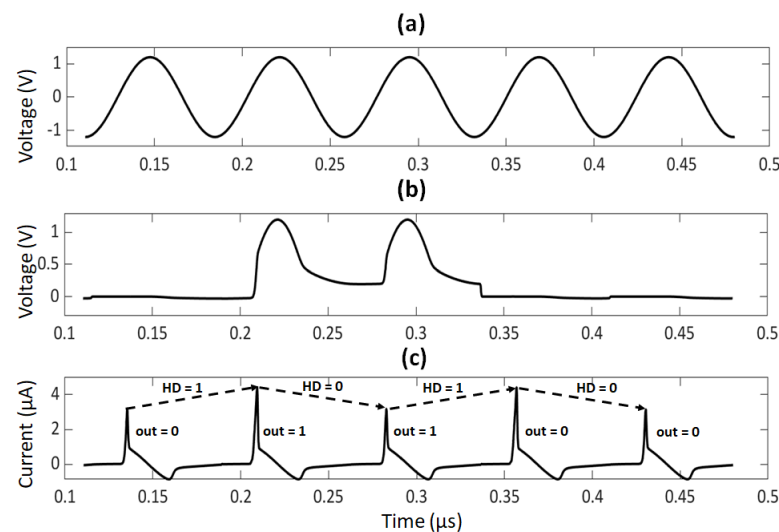 (a)
Voltage (V)
1
0
-1
0.1 0.15 0.2 0.25 0.3 0.35 0.4 0.45 0.5
(b)
Voltage (V)
1
0.5
0
0.1 0.15 0.2 0.25 0.3 0.35 0.4 0.45 0.5
(c)
Current (μA)
4
2
0
HD = 1 HD = 0 HD = 1 HD = 0
out = 0 out = 1 out = 1 out = 0 out = 0
0.1 0.15 0.2 0.25 0.3 0.35 0.4 0.45 0.5
Time (μs)